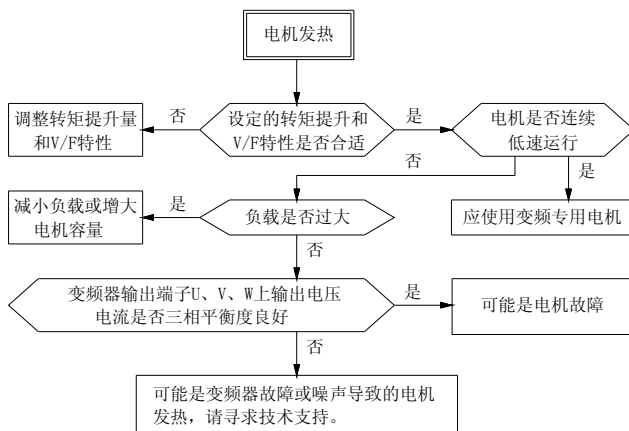 电机发热
调整转矩提升量
和V/F特性
否
设定的转矩提升和
V/F特性是否合适
是
电机是否连续
低速运行
否
是
减小负载或增大
电机容量
是
负载是否过大
应使用变频专用电机
否
变频器输出端子U、V、W上输出电压
电流是否三相平衡度良好
是
可能是电机故障
否
可能是变频器故障或噪声导致的电机
发热，请寻求技术支持。